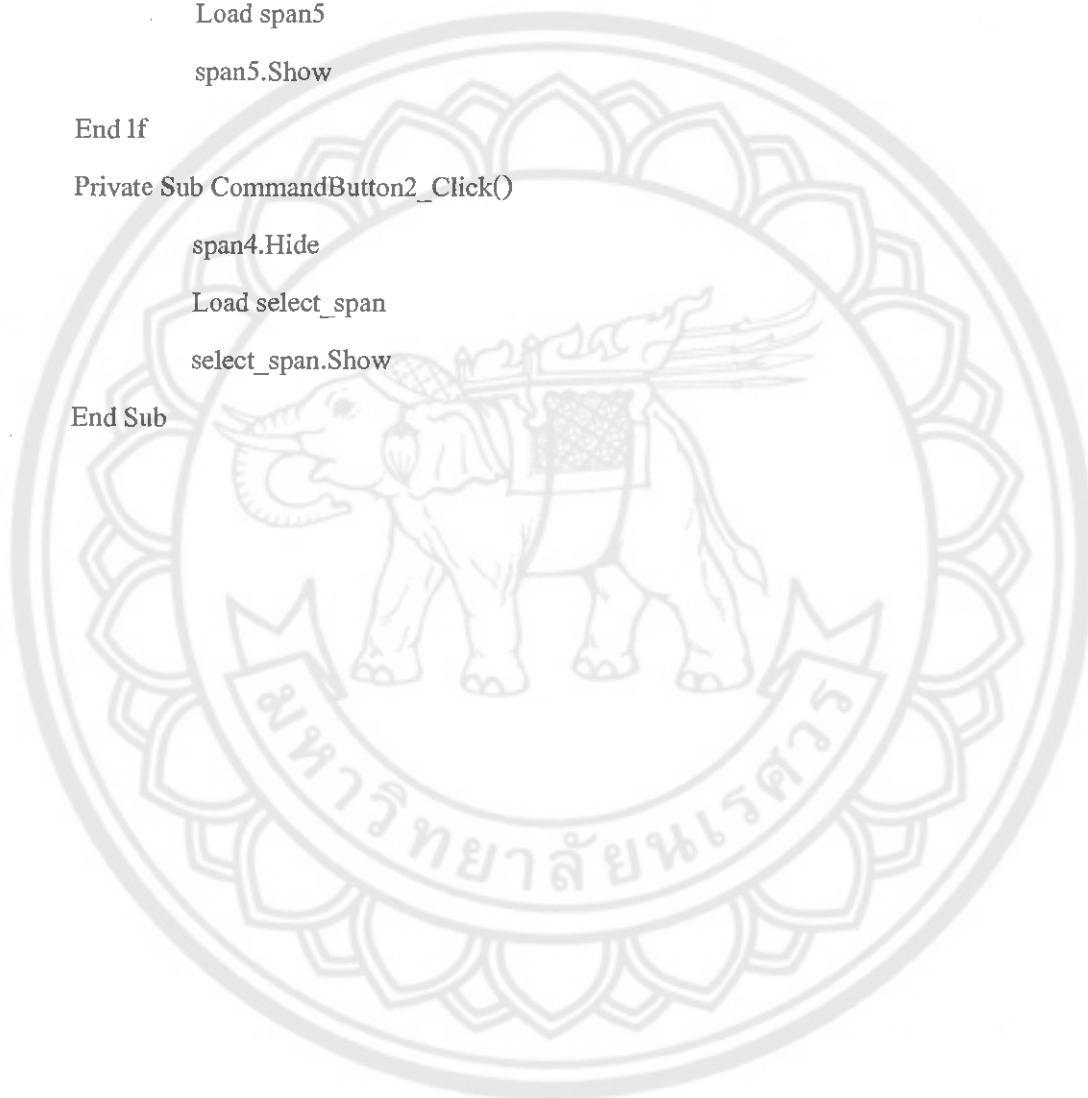 Load span5
span5.Show
End If
Private Sub CommandButton2_Click()
span4.Hide
Load select_span
select_span.Show
End Sub
มหาวิทยาลัยนเรศวร